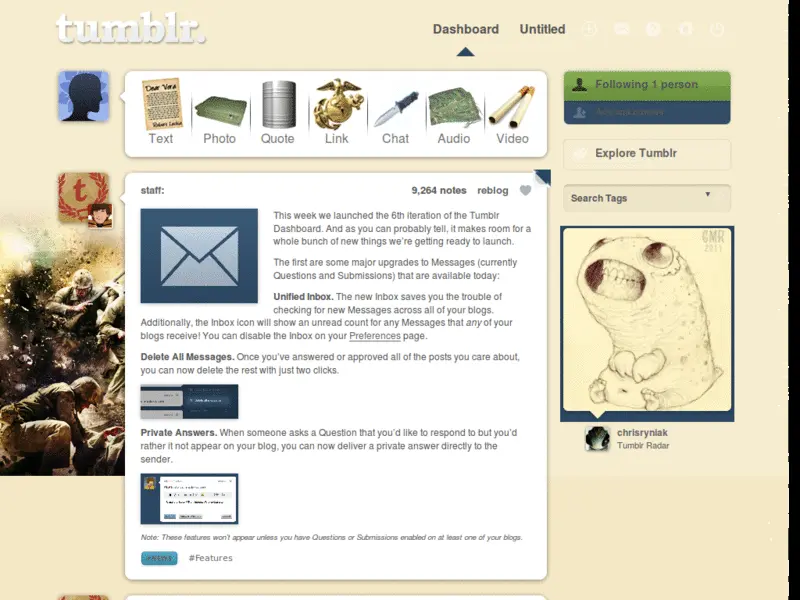 tumblr.
Dashboard
Untitled
Dear Vera
Text
Photo
Quote
Link
Chat
Audio
Video
Following 1 person
Explore Tumblr
Search Tags
staff:
9,264 notes
reblog
This week we launched the 6th iteration of the Tumblr
Dashboard. And as you can probably tell, it makes room for a
whole bunch of new things we're getting ready to launch.
The first are some major upgrades to Messages (currently
Questions and Submissions) that are available today:
Unified Inbox. The new Inbox saves you the trouble of
checking for new Messages across all of your blogs.
Additionally, the Inbox icon will show an unread count for any Messages that any of your
blogs receive! You can disable the Inbox on your Preferences page.
Delete All Messages. Once you've answered or approved all of the posts you care about,
you can now delete the rest with just two clicks.
Private Answers. When someone asks a Question that you'd like to respond to but you'd
rather it not appear on your blog, you can now deliver a private answer directly to the
sender.
Note: These features won't appear unless you have Questions or Submissions enabled on at least one of your blogs.
#Features
GMR
2011
chrisryniak
Tumblr Radar